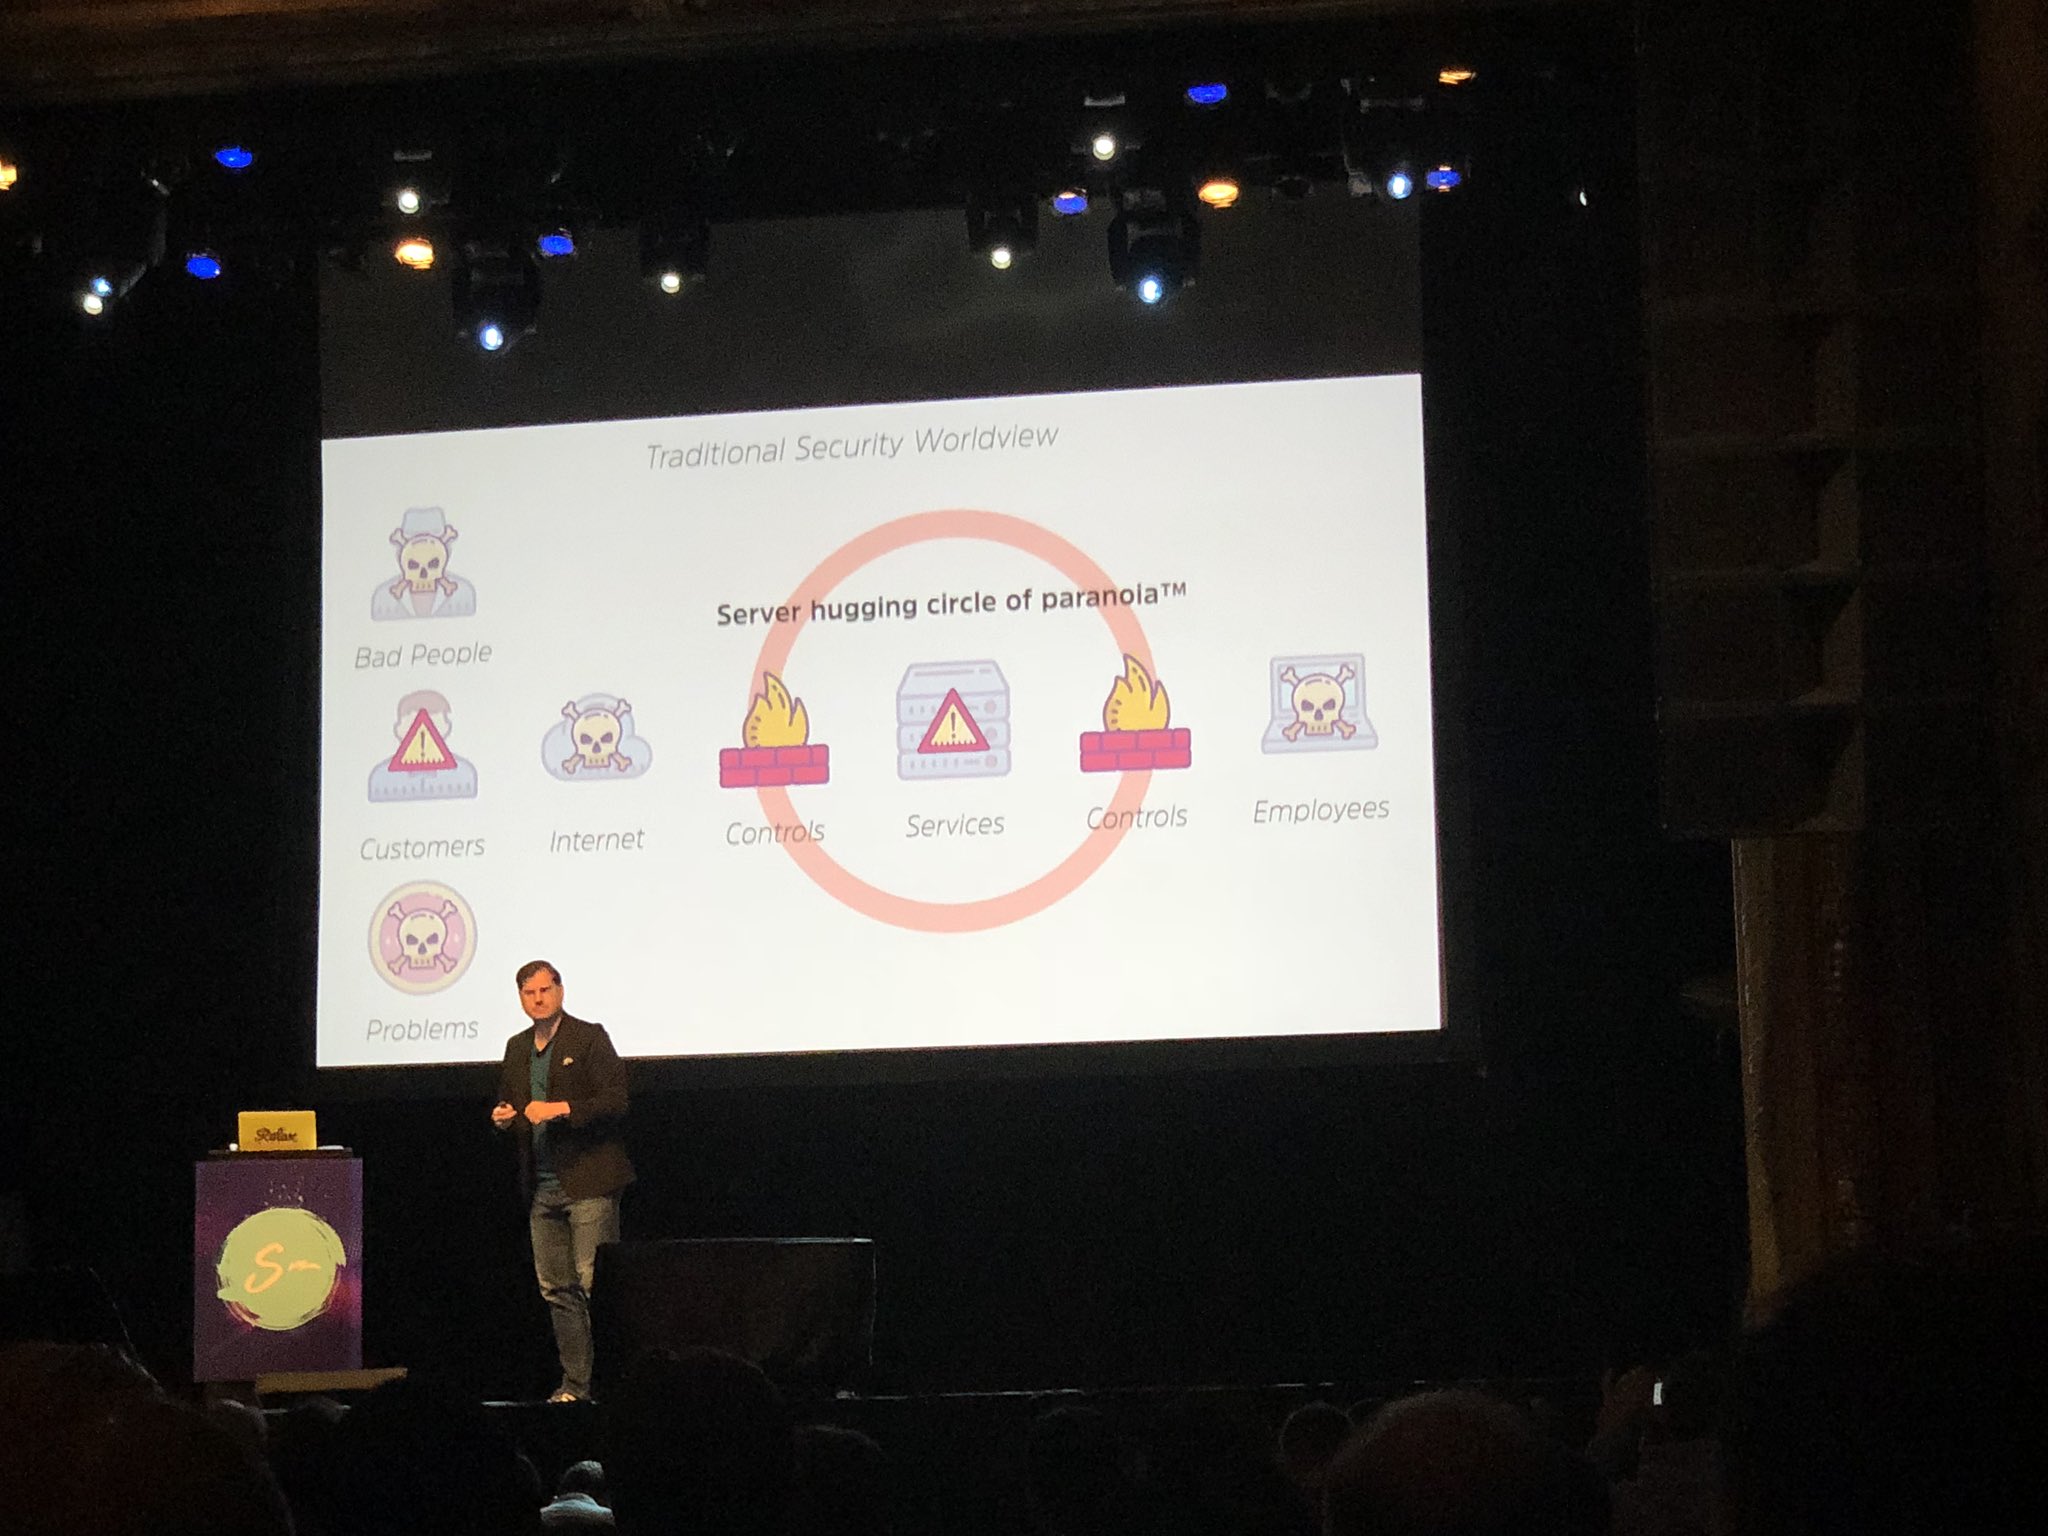 Traditional Security Worldview
Server hugging circle of paranoia™
Bad People
Customers
Internet
Controls
Services
Controls
Employees
Problems